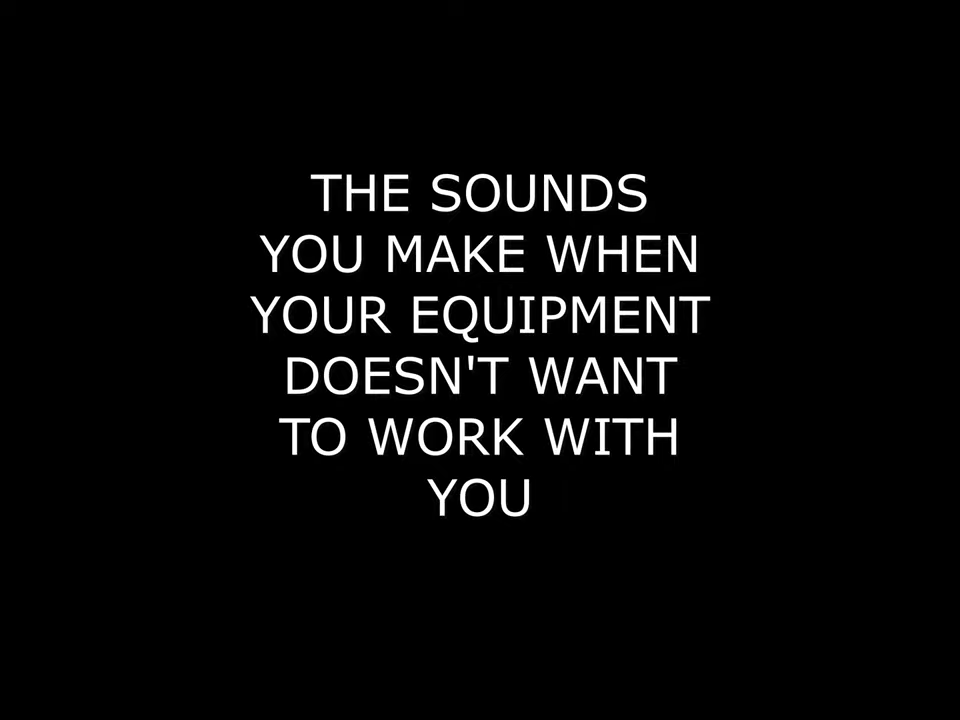 THE SOUNDS
YOU MAKE WHEN
YOUR EQUIPMENT
DOESN'T WANT
TO WORK WITH
YOU